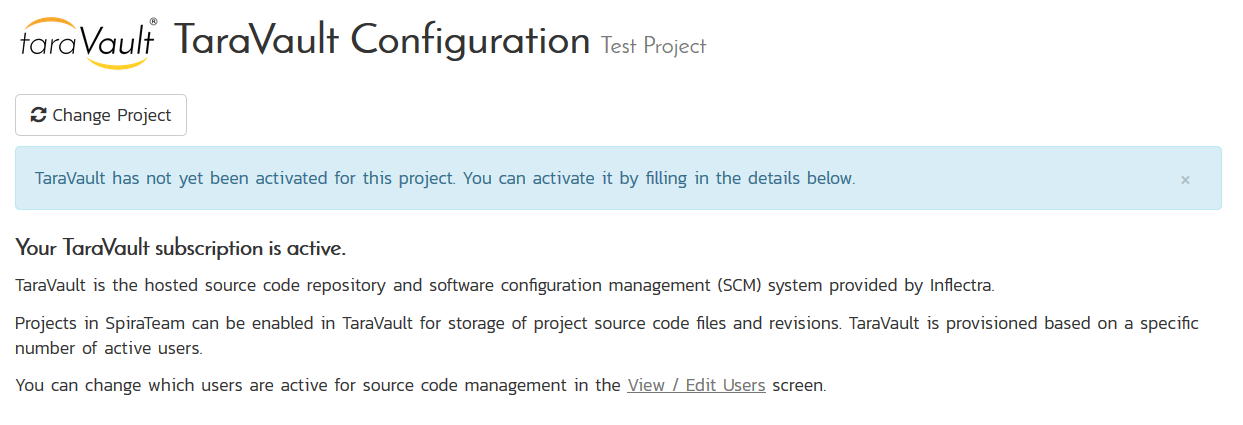 taraVault® TaraVault Configuration Test Project
Change Project
TaraVault has not yet been activated for this project. You can activate it by filling in the details below. ×
Your TaraVault subscription is active.
TaraVault is the hosted source code repository and software configuration management (SCM) system provided by Inflectra.
Projects in SpiraTeam can be enabled in TaraVault for storage of project source code files and revisions. TaraVault is provisioned based on a specific
number of active users.
You can change which users are active for source code management in the View / Edit Users screen.